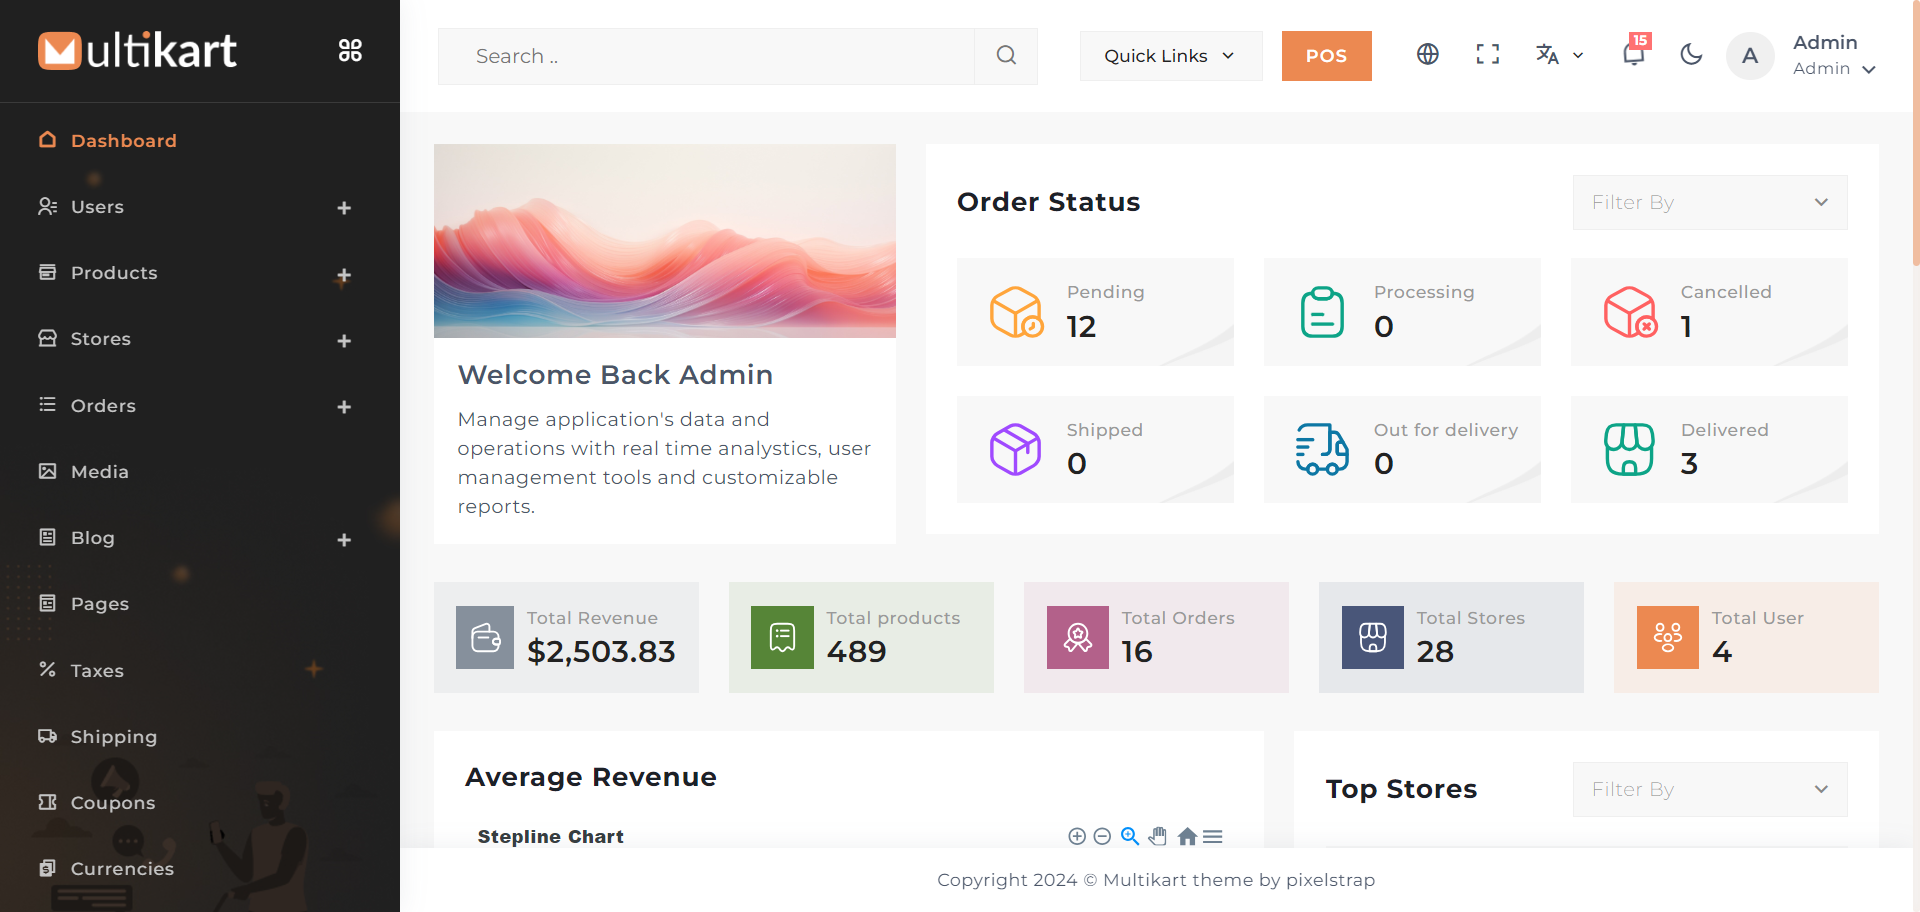 Multikart
Dashboard
Users
Products
Stores
Orders
Media
Blog
Pages
Taxes
Shipping
Coupons
Currencies
Search ..
Quick Links
POS
15
A
Admin
Admin
Welcome Back Admin
Manage application's data and
operations with real time analystics, user
management tools and customizable
reports.
Order Status
Filter By
Pending
12
Processing
0
Cancelled
1
Shipped
0
Out for delivery
0
Delivered
3
Total Revenue
$2,503.83
Total products
489
Total Orders
16
Total Stores
28
Total User
4
Average Revenue
Stepline Chart
Top Stores
Filter By
Copyright 2024 © Multikart theme by pixelstrap